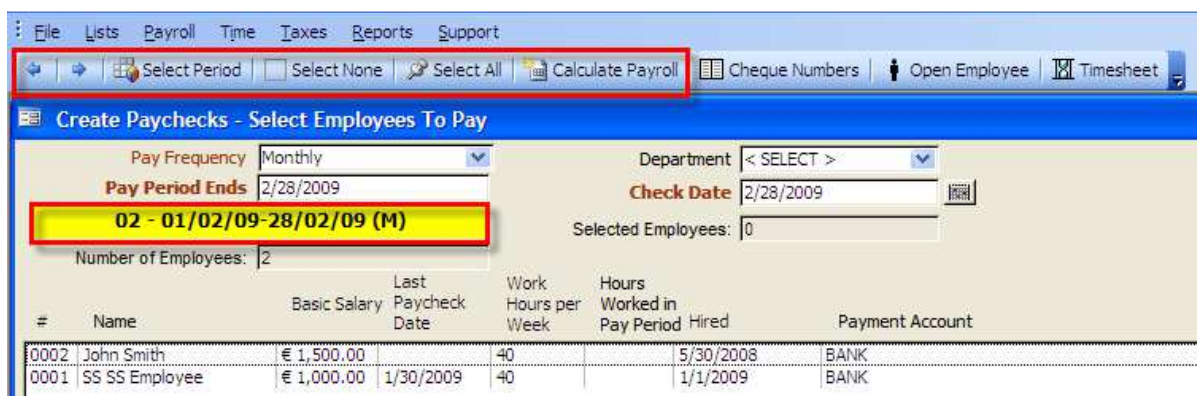 File Lists Payroll Time Taxes Reports Support
Select Period Select None Select All Calculate Payroll Cheque Numbers Open Employee Timesheet
Create Paychecks - Select Employees To Pay
Pay Frequency Monthly Department < SELECT >
Pay Period Ends 2/28/2009 Check Date 2/28/2009
02 - 01/02/09-28/02/09 (M)
Selected Employees: 0
Number of Employees: 2
# Name Basic Salary Last Paycheck Date Work Hours per Week Hours Worked in Pay Period Hired Payment Account
0002 John Smith € 1,500.00 40 5/30/2008 BANK
0001 SS SS Employee € 1,000.00 1/30/2009 40 1/1/2009 BANK